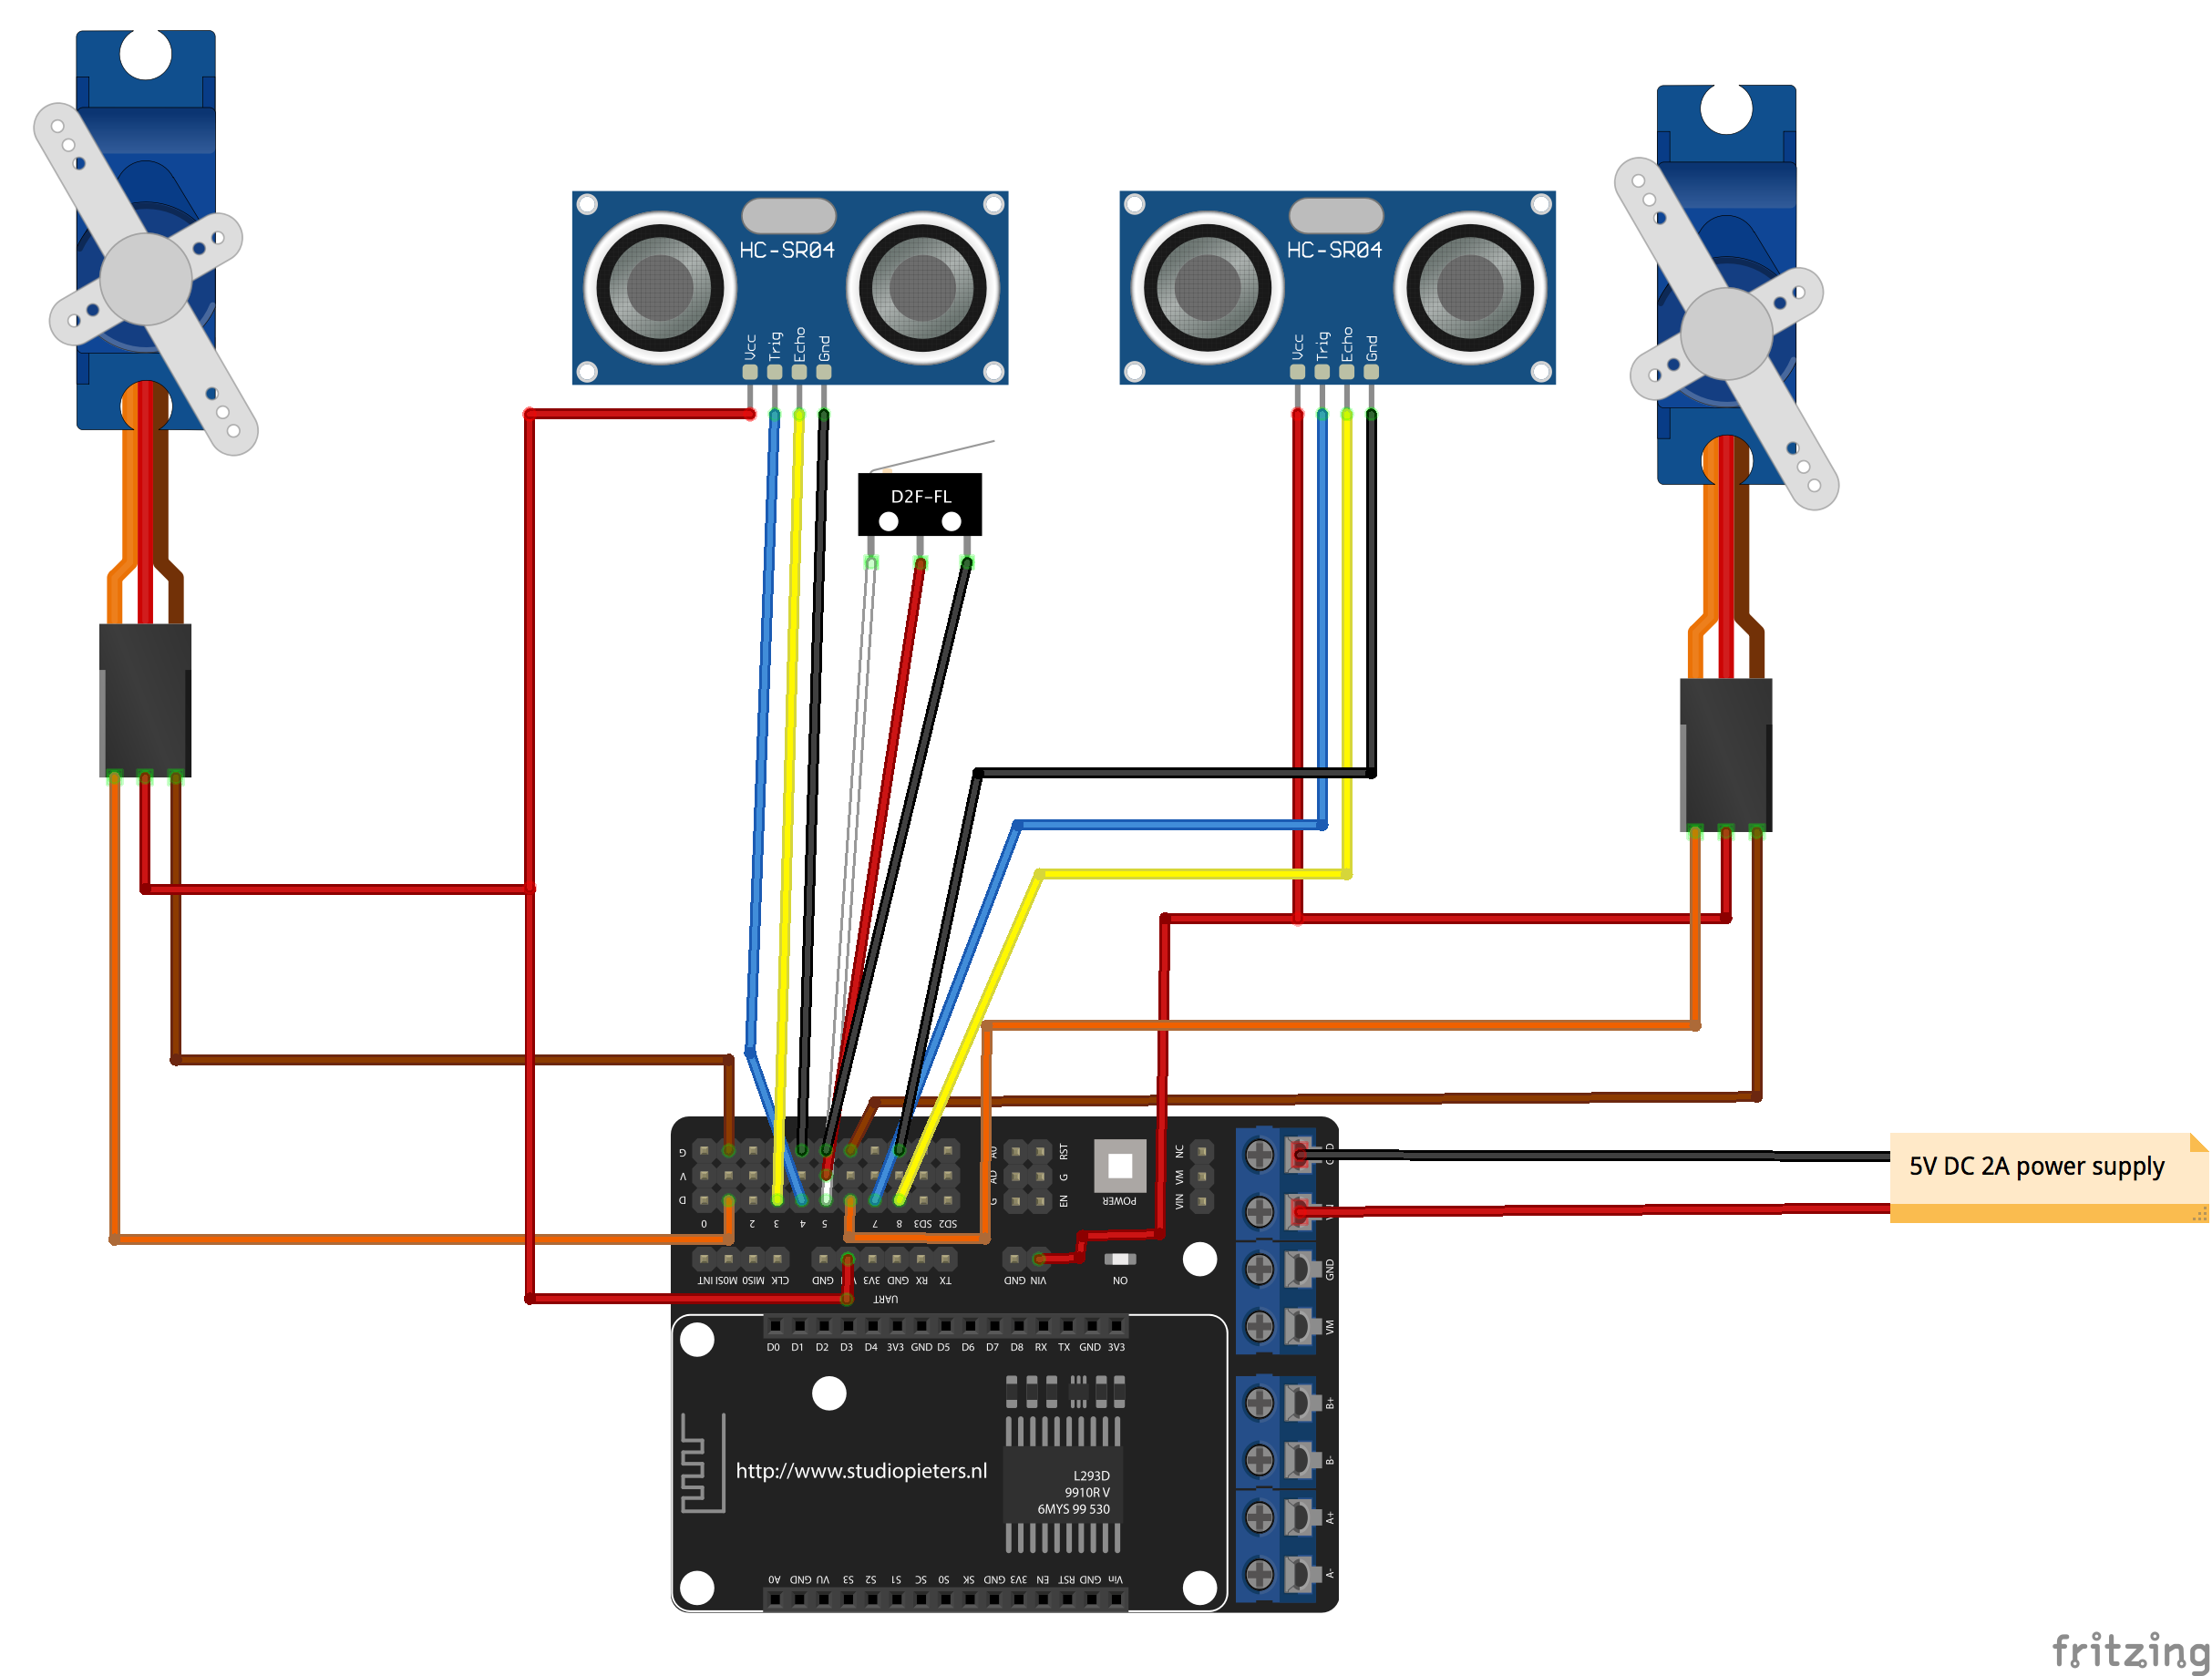 HC-SR04
Vcc
Trig
Echo
Gnd
HC-SR04
Vcc
Trig
Echo
Gnd
D2F-FL
5V DC 2A power supply
G
V
D
0
2
3
4
5
7
8
SD3
SD2
A0
AD
G
RST
G
EN
POWER
NC
VM
VIN
INT
MOSI
MISO
CLK
GND
3V3
GND
RX
TX
UART
GND
VIN
ON
GND
VM
B+
B-
A+
A-
D0 D1 D2 D3 D4 3V3 GND D5 D6 D7 D8 RX TX GND 3V3
http://www.studiopieters.nl
L293D
9910R V
6MYS 99 530
A0 GND VU S3 S2 S1 SC S0 SK GND 3V3 EN RST GND Vin
fritzing